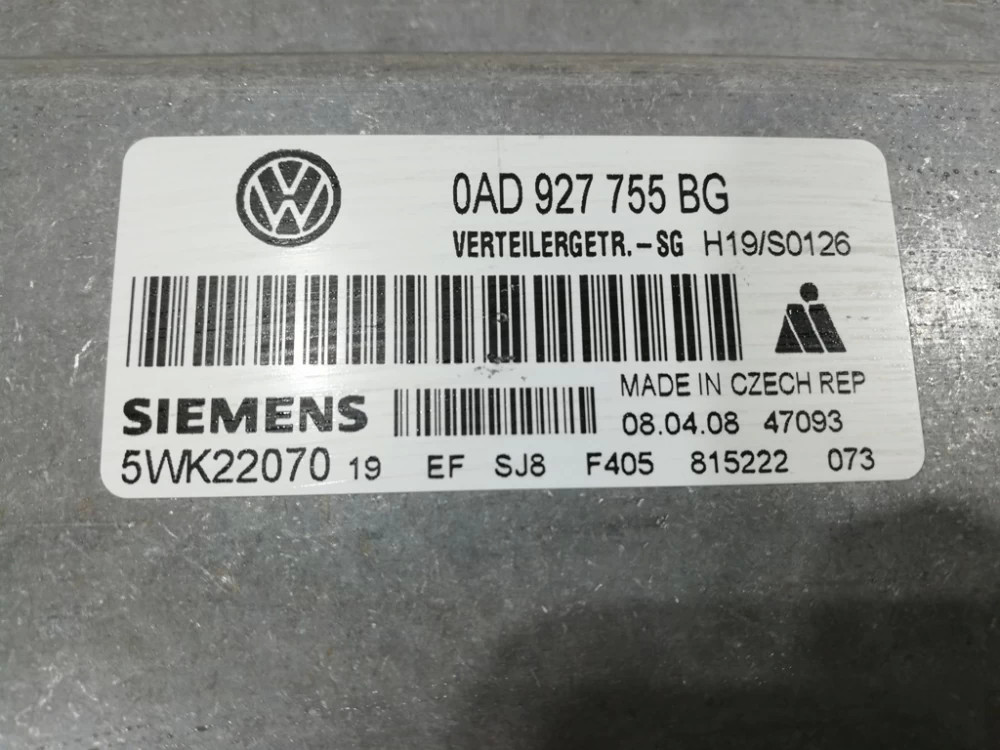 0AD 927 755 BG
VERTEILERGETR.-SG H19/S0126
MADE IN CZECH REP
SIEMENS 08.04.08 47093
5WK22070 19 EF SJ8 F405 815222 073